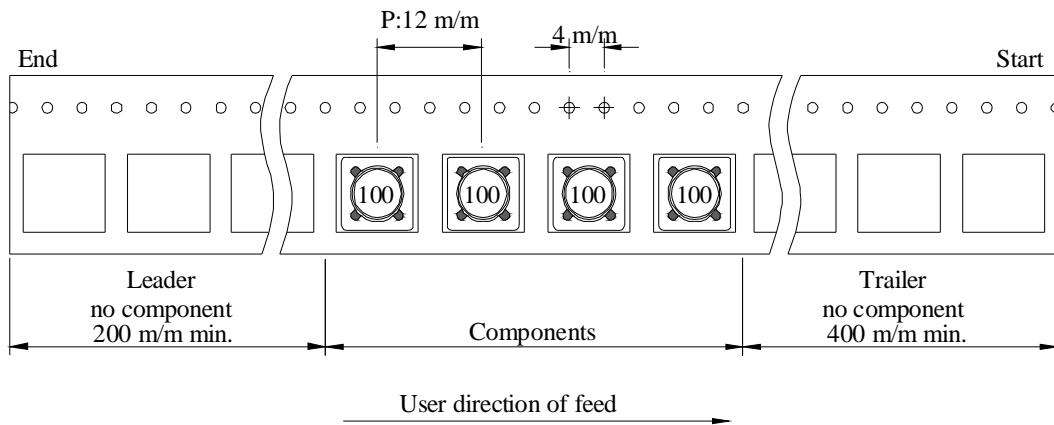 P:12 m/m
4 m/m
End
Start
100
100
100
100
Leader
no component
200 m/m min.
Components
Trailer
no component
400 m/m min.
User direction of feed